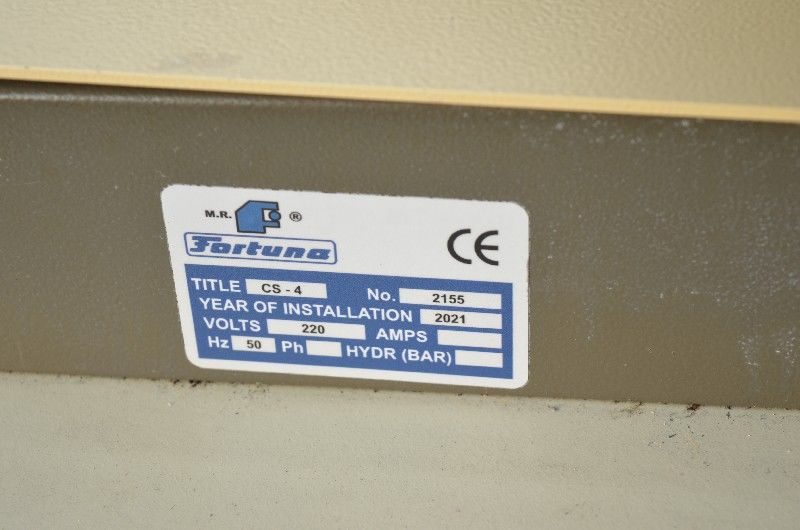 M.R. ®
Fortuna
CE
TITLE CS - 4 No. 2155
YEAR OF INSTALLATION 2021
VOLTS 220 AMPS
Hz 50 Ph HYDR (BAR)